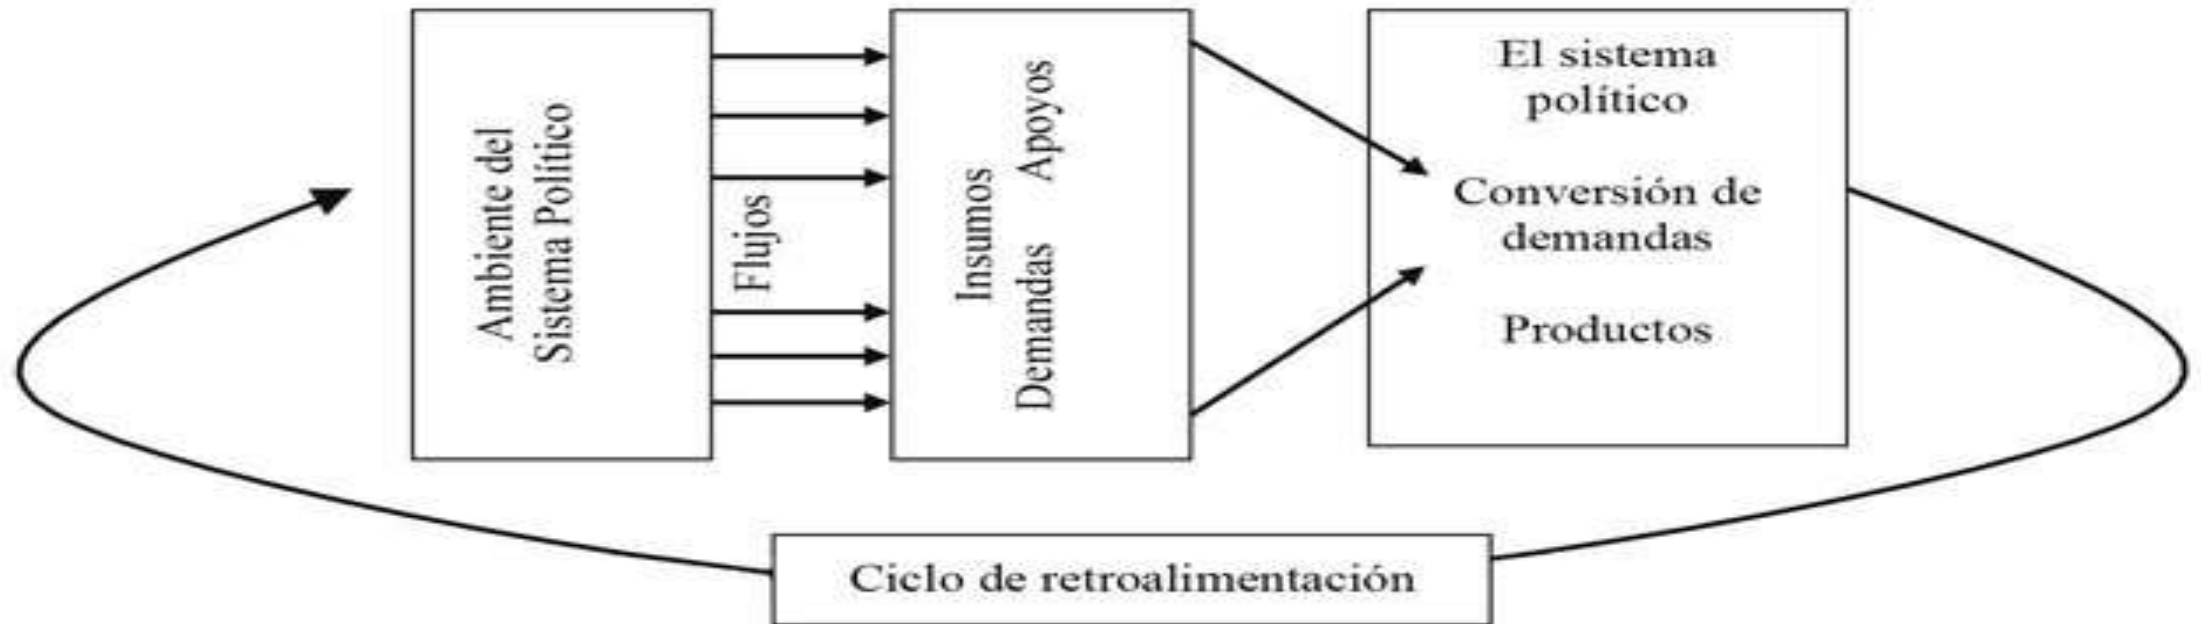 Ambiente del
Sistema Político
Flujos
Insumos
Demandas Apoyos
El sistema
político
Conversión de
demandas
Productos
Ciclo de retroalimentación